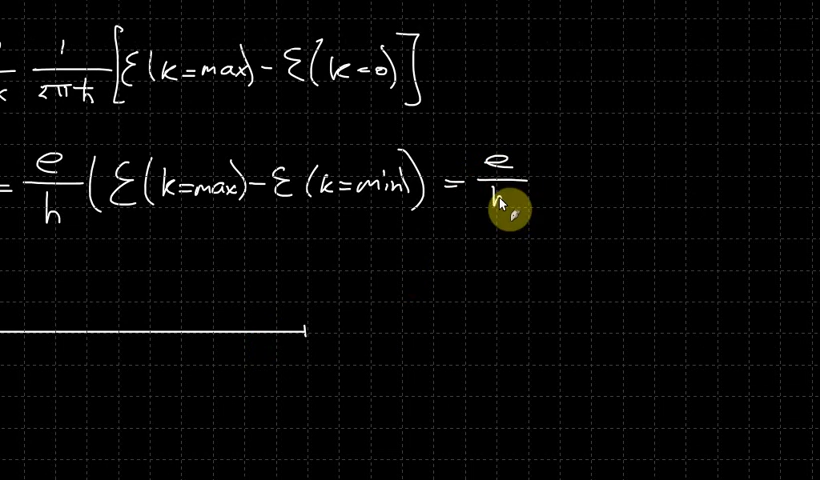 1/2πħ [ℰ(k=max) - ℰ(k=0)]
= e/h (ℰ(k=max) - ℰ(k=min)) = e/h